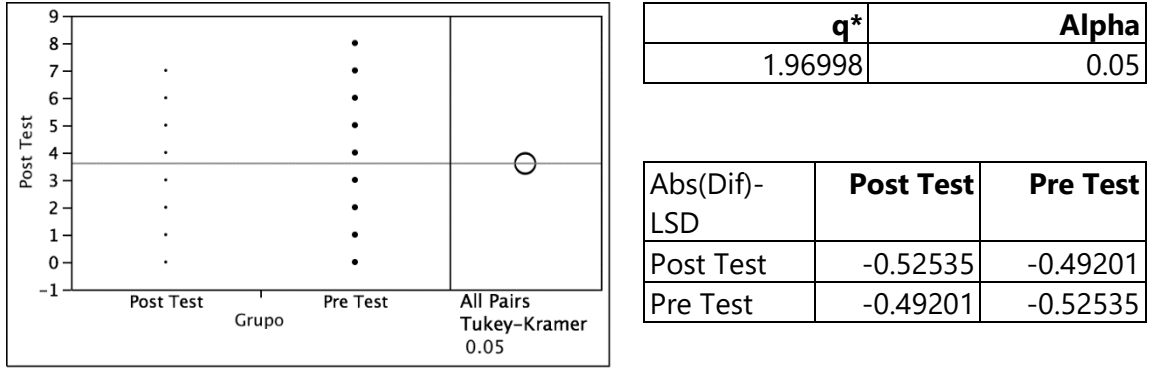 9
8
7
6
5
4
3
2
1
0
-1
Post Test
Post Test
Pre Test
Grupo
All Pairs
Tukey-Kramer
0.05
q* Alpha
1.96998 0.05
Abs(Dif)-
LSD
Post Test Pre Test
Post Test -0.52535 -0.49201
Pre Test -0.49201 -0.52535